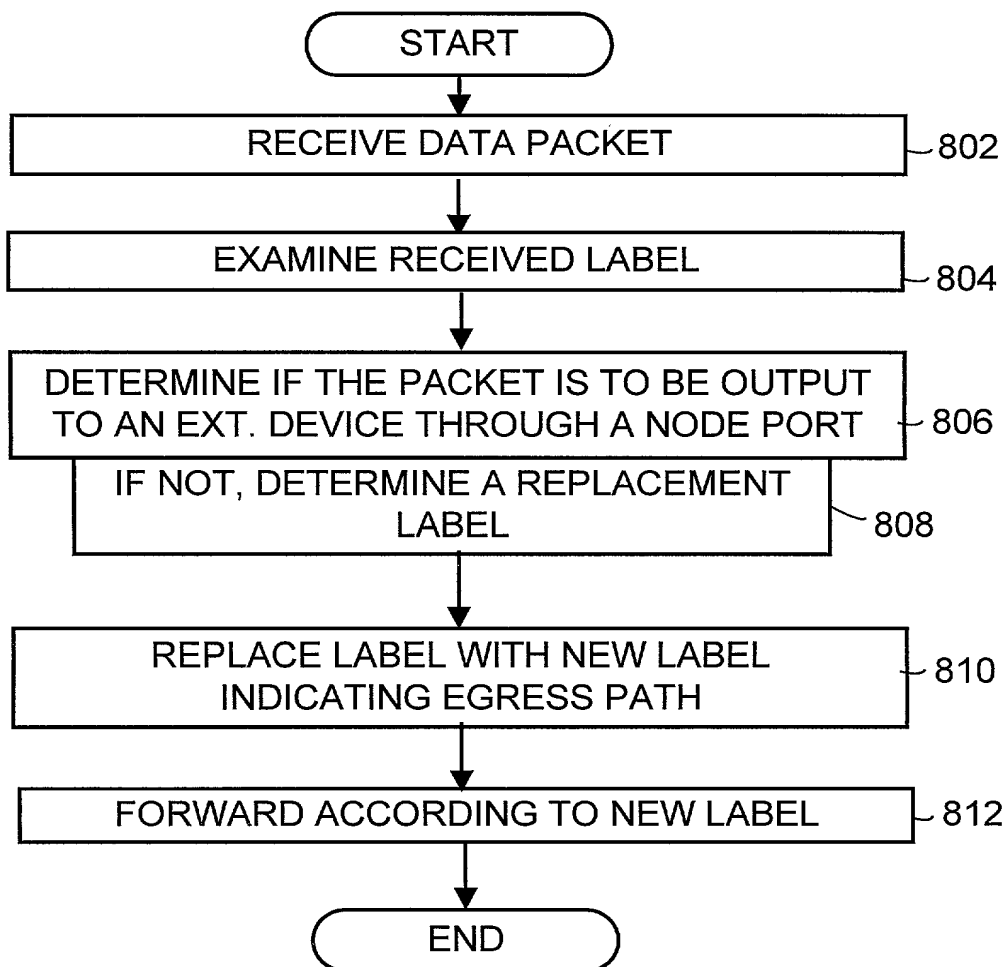 START
RECEIVE DATA PACKET
802
EXAMINE RECEIVED LABEL
804
DETERMINE IF THE PACKET IS TO BE OUTPUT
TO AN EXT. DEVICE THROUGH A NODE PORT
806
IF NOT, DETERMINE A REPLACEMENT
LABEL
808
REPLACE LABEL WITH NEW LABEL
INDICATING EGRESS PATH
810
FORWARD ACCORDING TO NEW LABEL
812
END